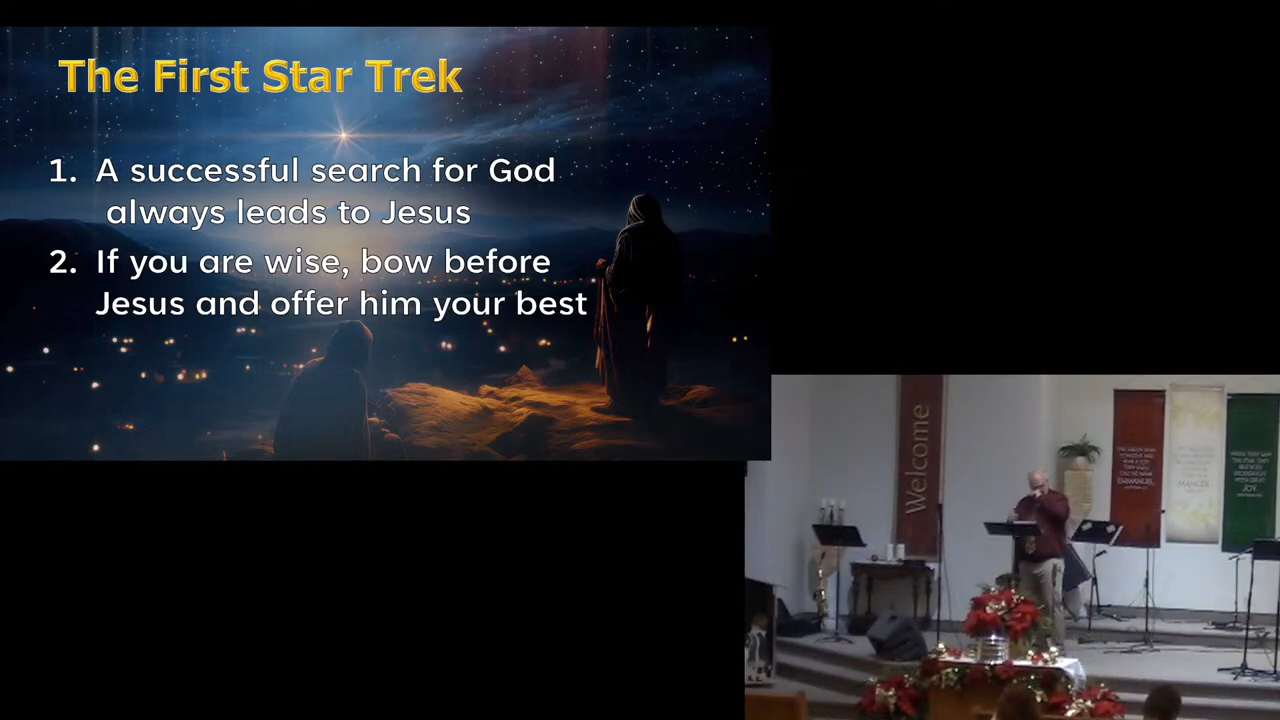 The First Star Trek
1. A successful search for God
always leads to Jesus
2. If you are wise, bow before
Jesus and offer him your best
Welcome
EMMANUEL
JOY